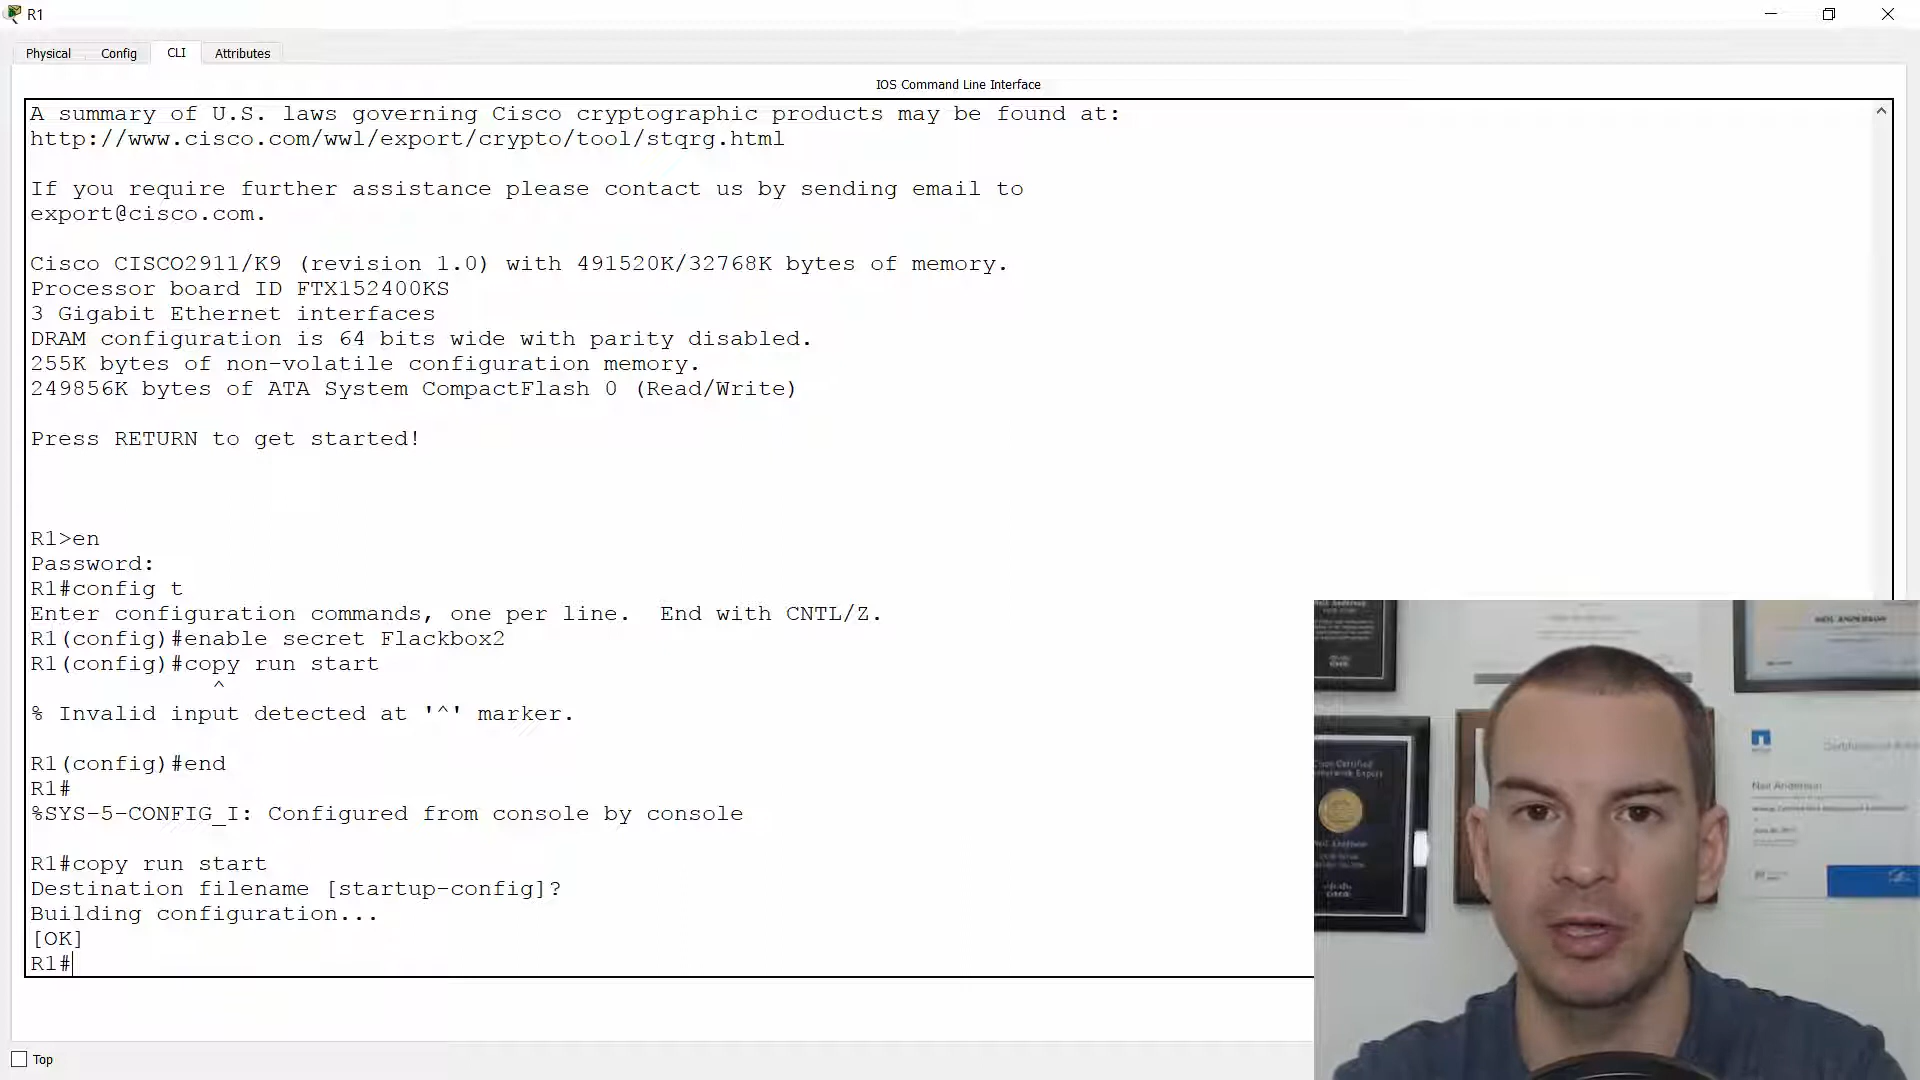 R1
Physical
Config
CLI
Attributes
IOS Command Line Interface
A summary of U.S. laws governing Cisco cryptographic products may be found at:
http://www.cisco.com/wwl/export/crypto/tool/stqrg.html
If you require further assistance please contact us by sending email to
export@cisco.com.
Cisco CISCO2911/K9 (revision 1.0) with 491520K/32768K bytes of memory.
Processor board ID FTX152400KS
3 Gigabit Ethernet interfaces
DRAM configuration is 64 bits wide with parity disabled.
255K bytes of non-volatile configuration memory.
249856K bytes of ATA System CompactFlash 0 (Read/Write)
Press RETURN to get started!
R1>en
Password:
R1#config t
Enter configuration commands, one per line.  End with CNTL/Z.
R1(config)#enable secret Flackbox2
R1(config)#copy run start
^
% Invalid input detected at '^' marker.
R1(config)#end
R1#
%SYS-5-CONFIG_I: Configured from console by console
R1#copy run start
Destination filename [startup-config]?
Building configuration...
[OK]
R1#
Top
NEIL ANDERSON
Cisco Certified
Neil Anderson